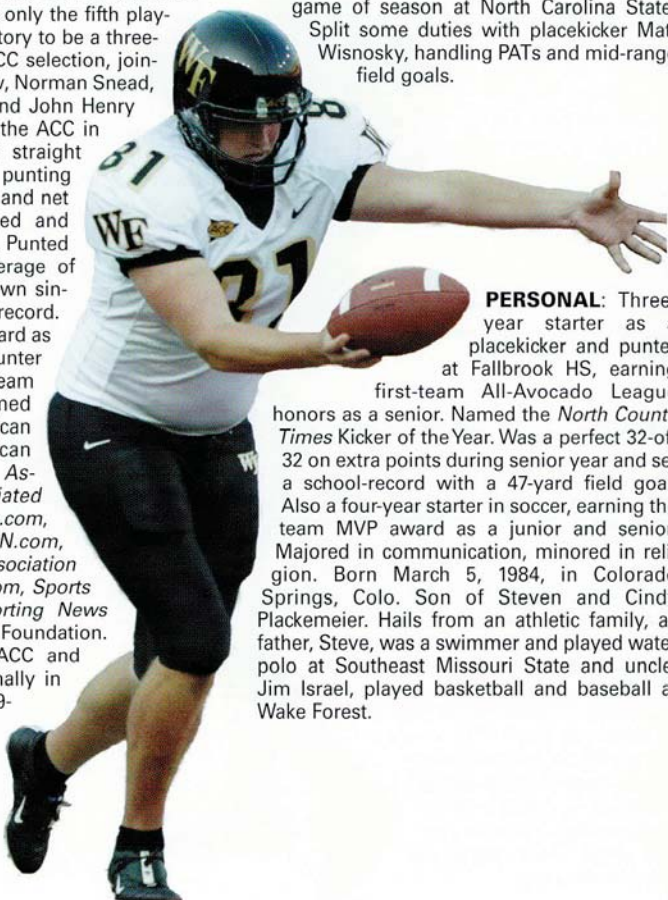 only the fifth play-
tory to be a three-
CC selection, join-
, Norman Snead,
nd John Henry
the ACC in
straight
punting
and net
ed and
Punted
erage of
wn sin-
record.
ard as
unter
eam
med
can
can
As-
iated
.com,
N.com,
sociation
om, Sports
orting News
Foundation.
ACC and
nally in
9-
game of season at North Carolina State
Split some duties with placekicker Mat
Wisnosky, handling PATs and mid-rang
field goals.
WF
81
WF
ACC
81
WF
PERSONAL: Three
year starter as
placekicker and punte
at Fallbrook HS, earning
first-team All-Avocado Leagu
honors as a senior. Named the North Count
Times Kicker of the Year. Was a perfect 32-of
32 on extra points during senior year and se
a school-record with a 47-yard field goa
Also a four-year starter in soccer, earning th
team MVP award as a junior and senio
Majored in communication, minored in reli
gion. Born March 5, 1984, in Colorado
Springs, Colo. Son of Steven and Cind
Plackemeier. Hails from an athletic family, a
father, Steve, was a swimmer and played wate
polo at Southeast Missouri State and uncle
Jim Israel, played basketball and baseball a
Wake Forest.